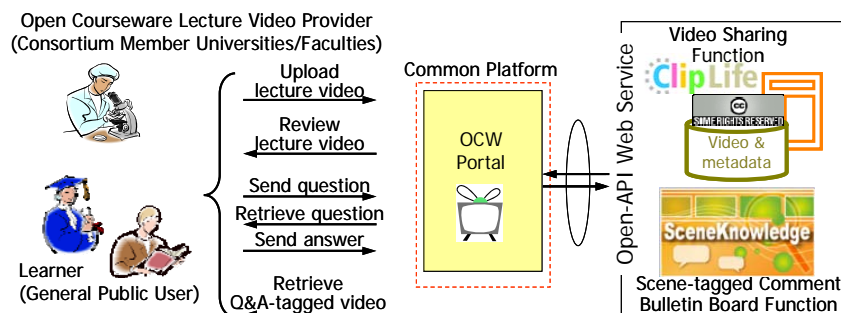 Open Courseware Lecture Video Provider
(Consortium Member Universities/Faculties)
Upload
lecture video
Review
lecture video
Send question
Retrieve question
Send answer
Retrieve
Q&A-tagged video
Learner
(General Public User)
Common Platform
OCW
Portal
Open-API Web Service
Video Sharing
Function
ClipLife
CC
SOME RIGHTS RESERVED
Video &
metadata
SceneKnowledge
Scene-tagged Comment
Bulletin Board Function